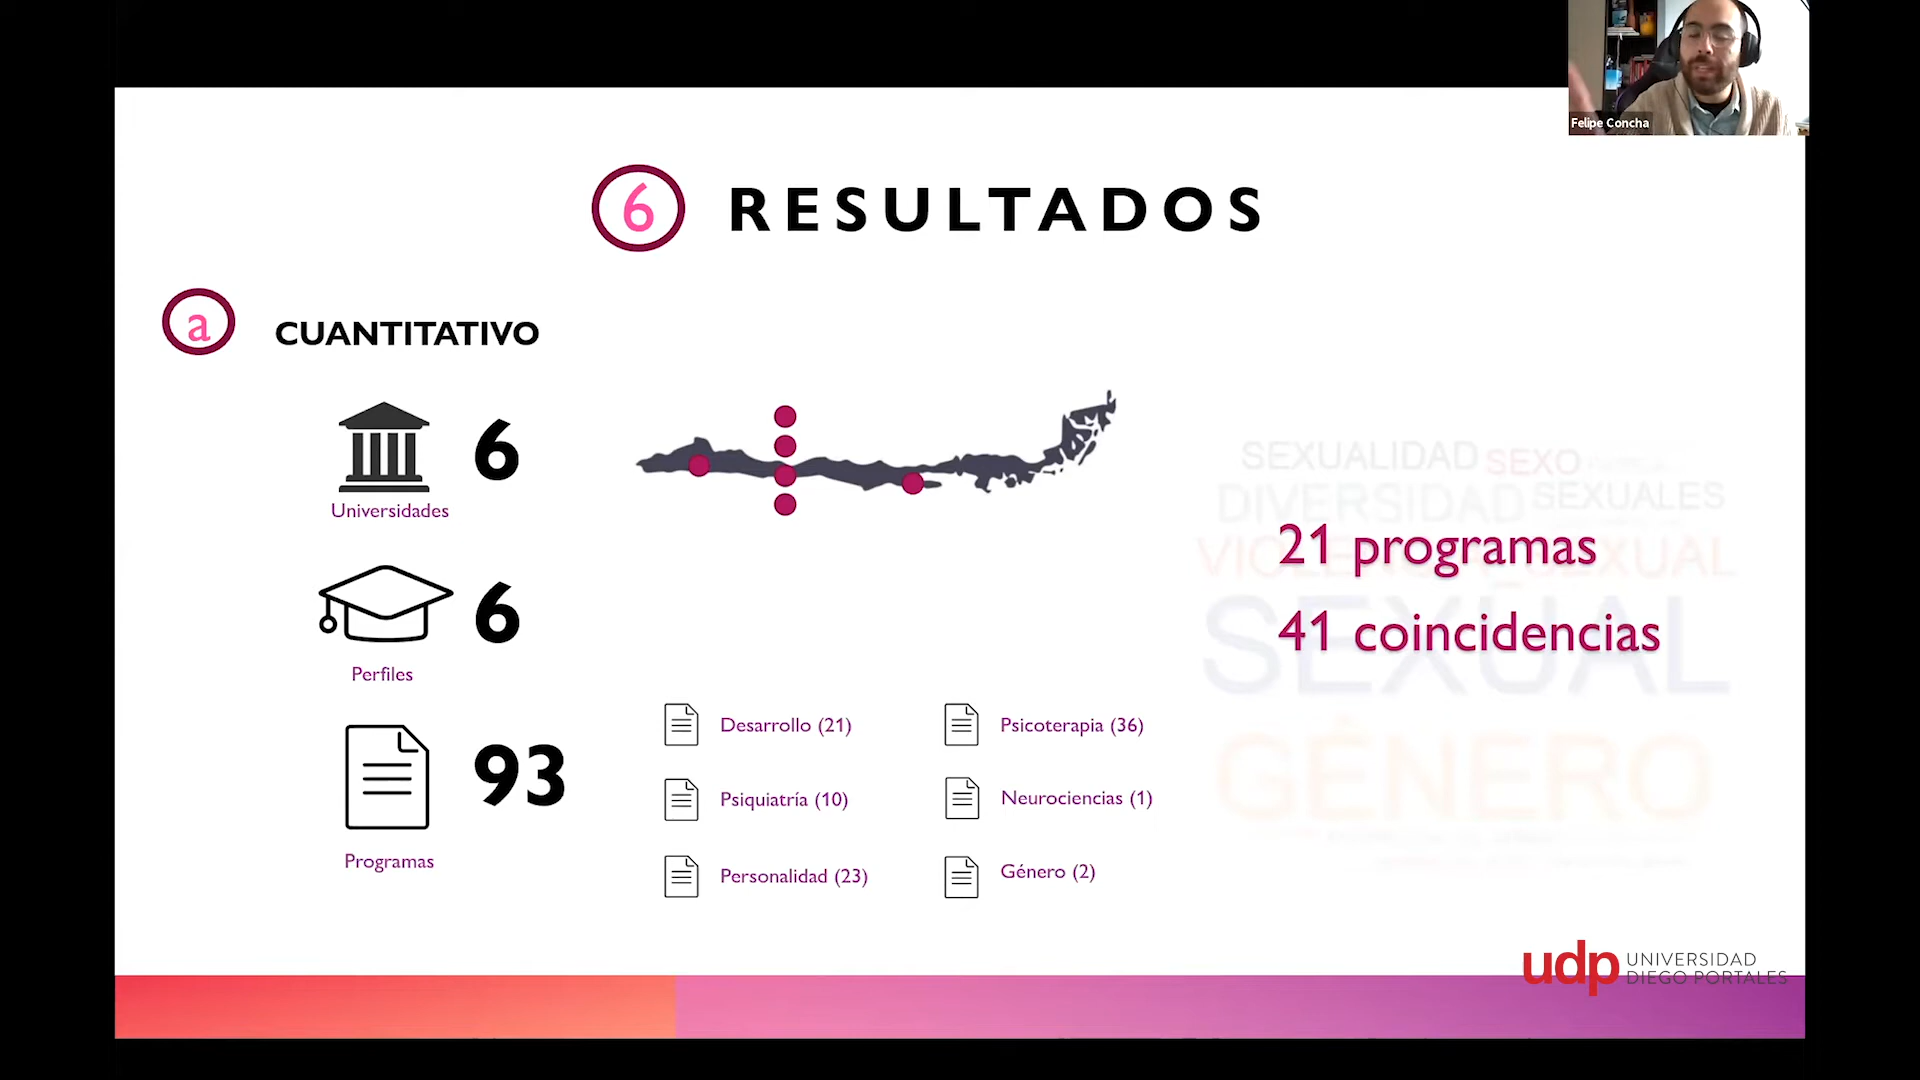 Felipe Concha
6 RESULTADOS
a CUANTITATIVO
6
Universidades
6
Perfiles
93
Programas
Desarrollo (21)
Psicoterapia (36)
Psiquiatría (10)
Neurociencias (1)
Personalidad (23)
Género (2)
SEXUALIDAD SEXO
DIVERSIDAD SEXUALES
21 programas
41 coincidencias
SEXUAL
GÉNERO
udp UNIVERSIDAD
DIEGO PORTALES